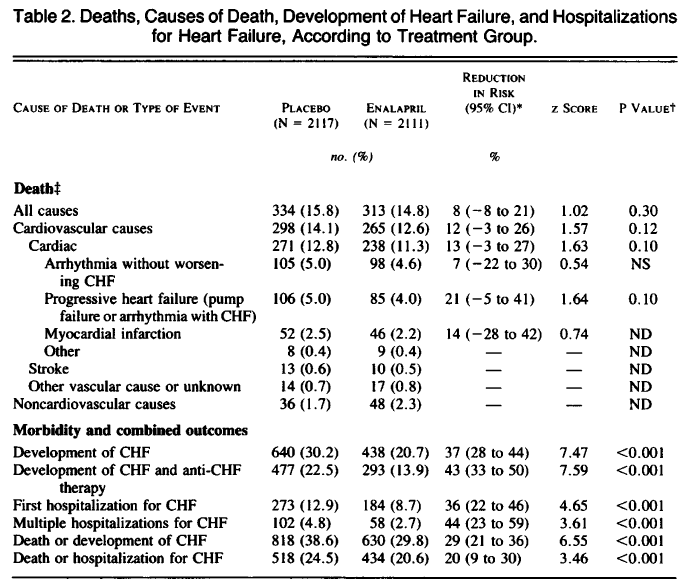 Table 2. Deaths, Causes of Death, Development of Heart Failure, and Hospitalizations
for Heart Failure, According to Treatment Group.
REDUCTION
IN RISK
CAUSE OF DEATH OR TYPE OF EVENT PLACEBO ENALAPRIL (95% CI)* Z SCORE P VALUE†
(N = 2117) (N = 2111)
no. (%) %
Death‡
All causes 334 (15.8) 313 (14.8) 8 (−8 to 21) 1.02 0.30
Cardiovascular causes 298 (14.1) 265 (12.6) 12 (−3 to 26) 1.57 0.12
Cardiac 271 (12.8) 238 (11.3) 13 (−3 to 27) 1.63 0.10
Arrhythmia without worsen- 105 (5.0) 98 (4.6) 7 (−22 to 30) 0.54 NS
ing CHF
Progressive heart failure (pump 106 (5.0) 85 (4.0) 21 (−5 to 41) 1.64 0.10
failure or arrhythmia with CHF)
Myocardial infarction 52 (2.5) 46 (2.2) 14 (−28 to 42) 0.74 ND
Other 8 (0.4) 9 (0.4) — — ND
Stroke 13 (0.6) 10 (0.5) — — ND
Other vascular cause or unknown 14 (0.7) 17 (0.8) — — ND
Noncardiovascular causes 36 (1.7) 48 (2.3) — — ND
Morbidity and combined outcomes
Development of CHF 640 (30.2) 438 (20.7) 37 (28 to 44) 7.47 <0.001
Development of CHF and anti-CHF 477 (22.5) 293 (13.9) 43 (33 to 50) 7.59 <0.001
therapy
First hospitalization for CHF 273 (12.9) 184 (8.7) 36 (22 to 46) 4.65 <0.001
Multiple hospitalizations for CHF 102 (4.8) 58 (2.7) 44 (23 to 59) 3.61 <0.001
Death or development of CHF 818 (38.6) 630 (29.8) 29 (21 to 36) 6.55 <0.001
Death or hospitalization for CHF 518 (24.5) 434 (20.6) 20 (9 to 30) 3.46 <0.001